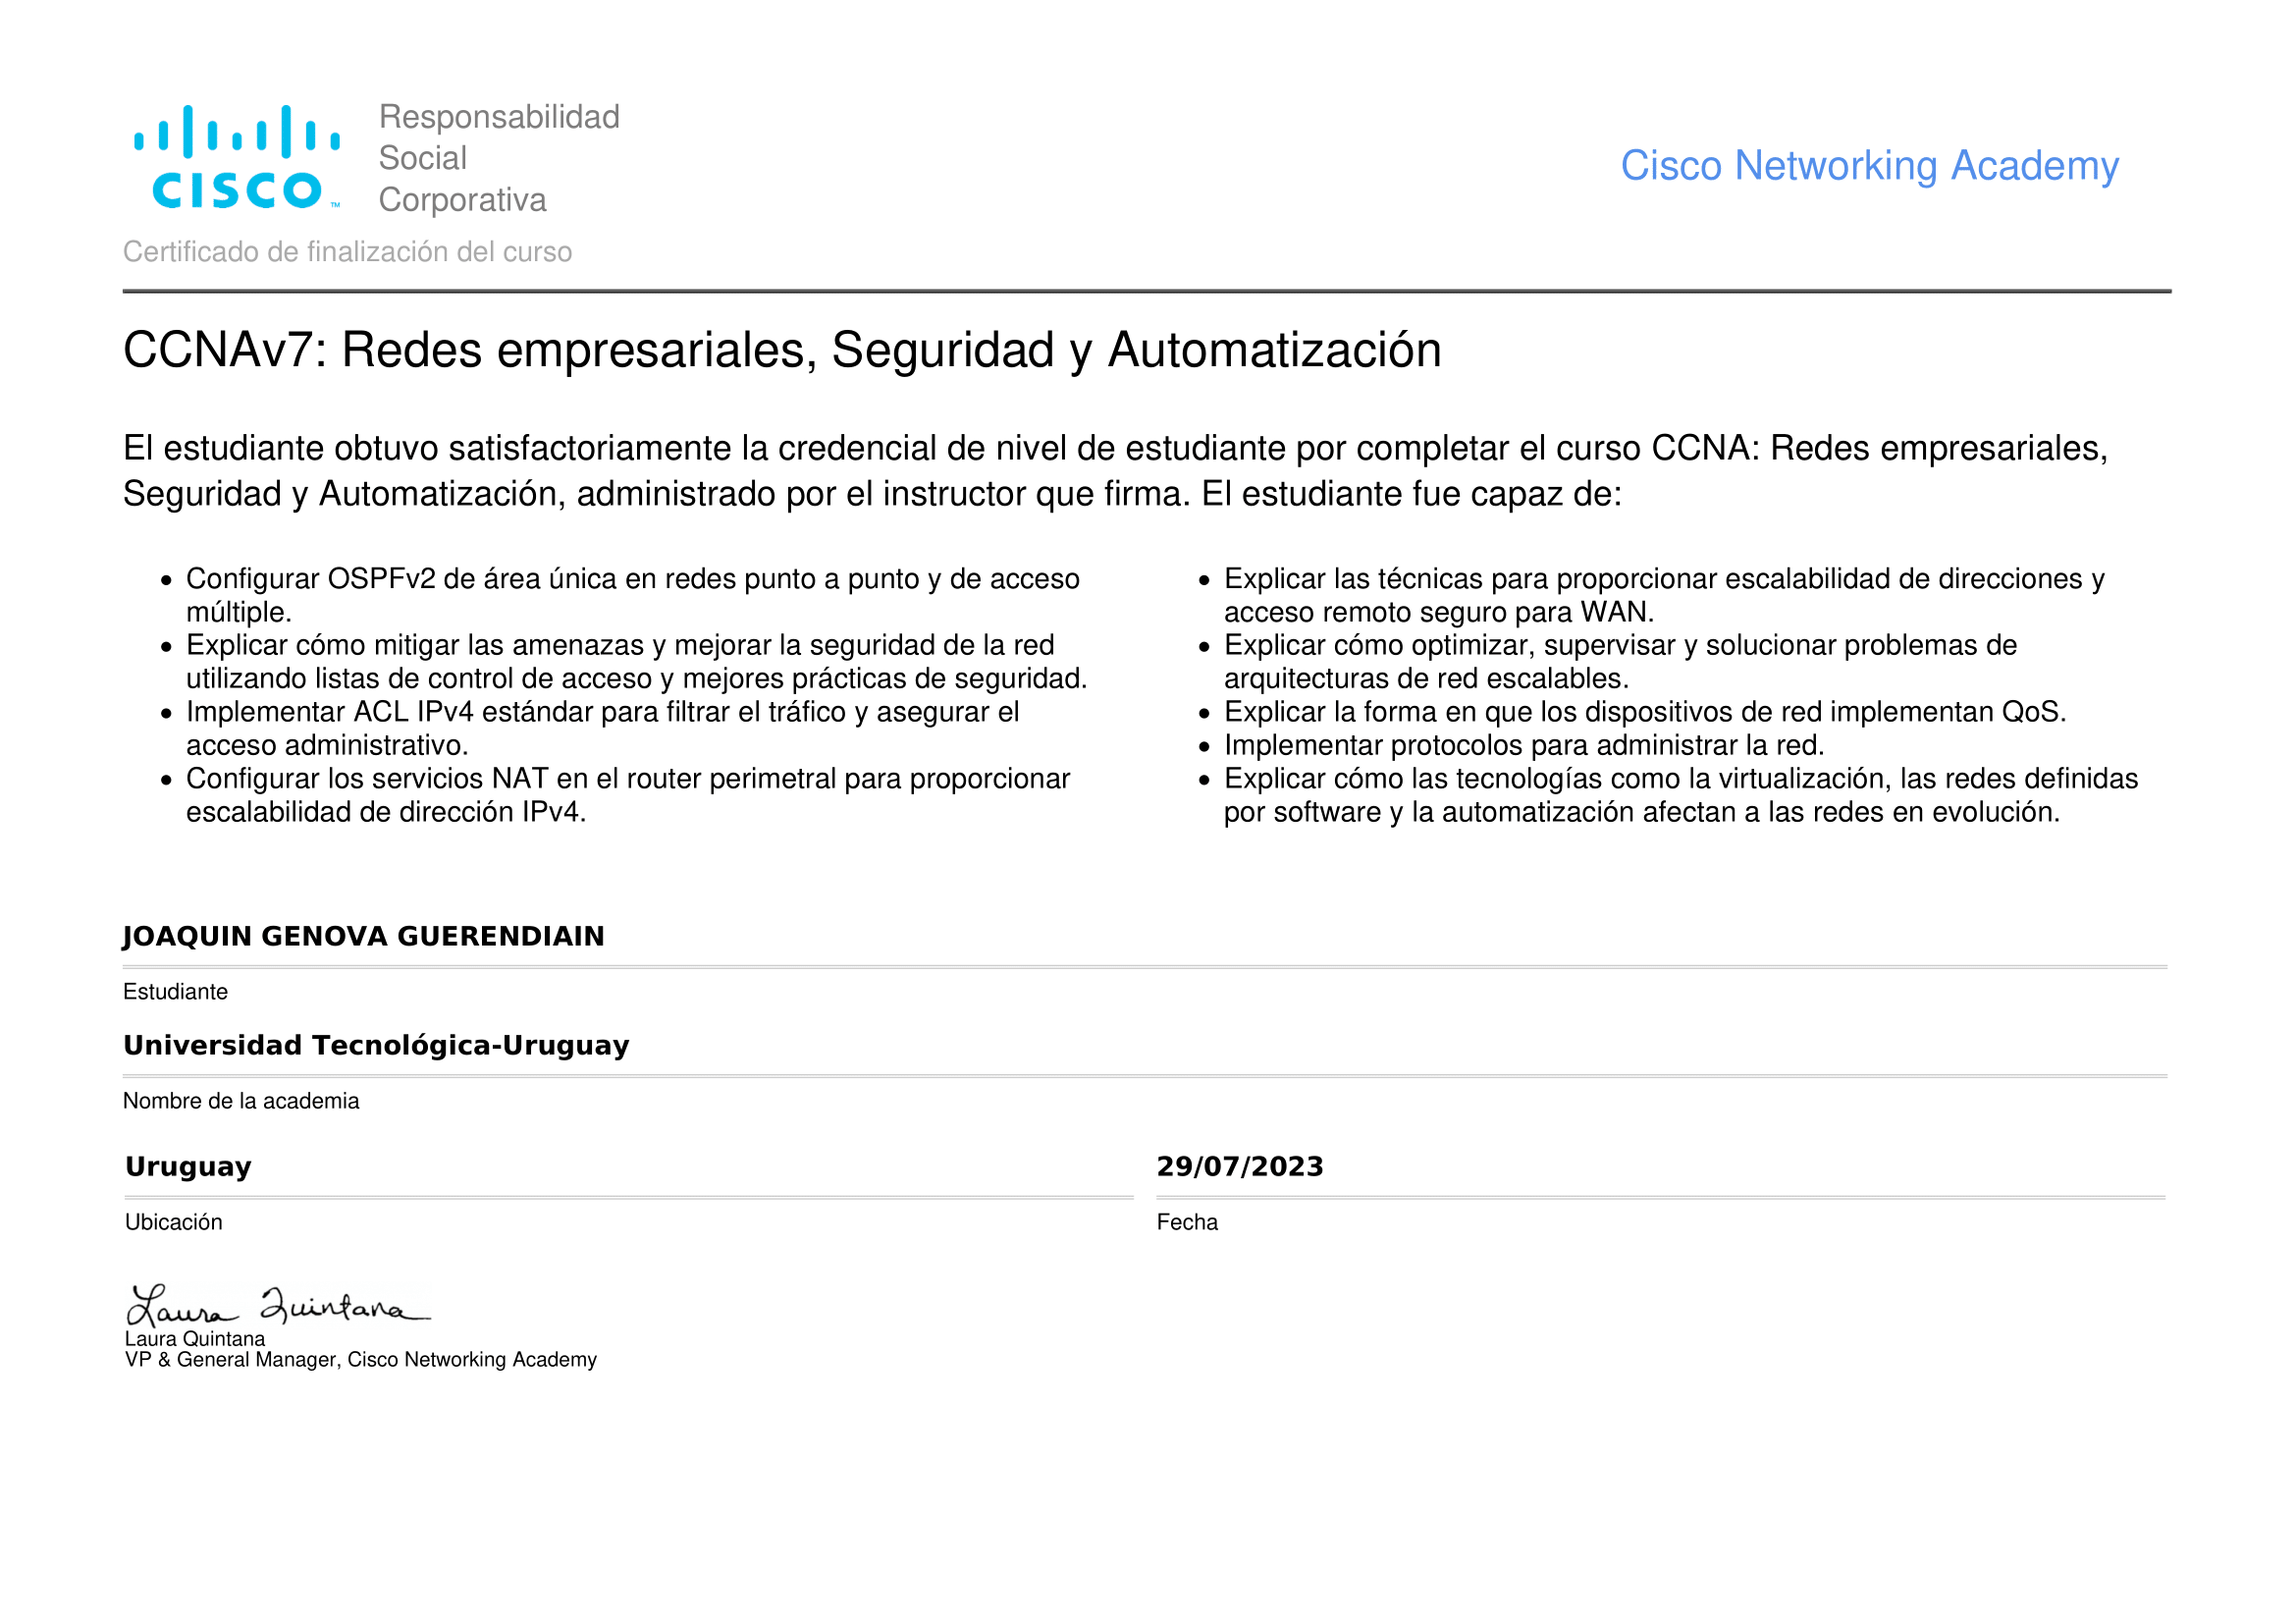 CISCO™
Responsabilidad
Social
Corporativa
Cisco Networking Academy
Certificado de finalización del curso
CCNAv7: Redes empresariales, Seguridad y Automatización
El estudiante obtuvo satisfactoriamente la credencial de nivel de estudiante por completar el curso CCNA: Redes empresariales,
Seguridad y Automatización, administrado por el instructor que firma. El estudiante fue capaz de:
• Configurar OSPFv2 de área única en redes punto a punto y de acceso
múltiple.
• Explicar cómo mitigar las amenazas y mejorar la seguridad de la red
utilizando listas de control de acceso y mejores prácticas de seguridad.
• Implementar ACL IPv4 estándar para filtrar el tráfico y asegurar el
acceso administrativo.
• Configurar los servicios NAT en el router perimetral para proporcionar
escalabilidad de dirección IPv4.
• Explicar las técnicas para proporcionar escalabilidad de direcciones y
acceso remoto seguro para WAN.
• Explicar cómo optimizar, supervisar y solucionar problemas de
arquitecturas de red escalables.
• Explicar la forma en que los dispositivos de red implementan QoS.
• Implementar protocolos para administrar la red.
• Explicar cómo las tecnologías como la virtualización, las redes definidas
por software y la automatización afectan a las redes en evolución.
JOAQUIN GENOVA GUERENDIAIN
Estudiante
Universidad Tecnológica-Uruguay
Nombre de la academia
Uruguay
Ubicación
29/07/2023
Fecha
Laura Quintana
Laura Quintana
VP & General Manager, Cisco Networking Academy